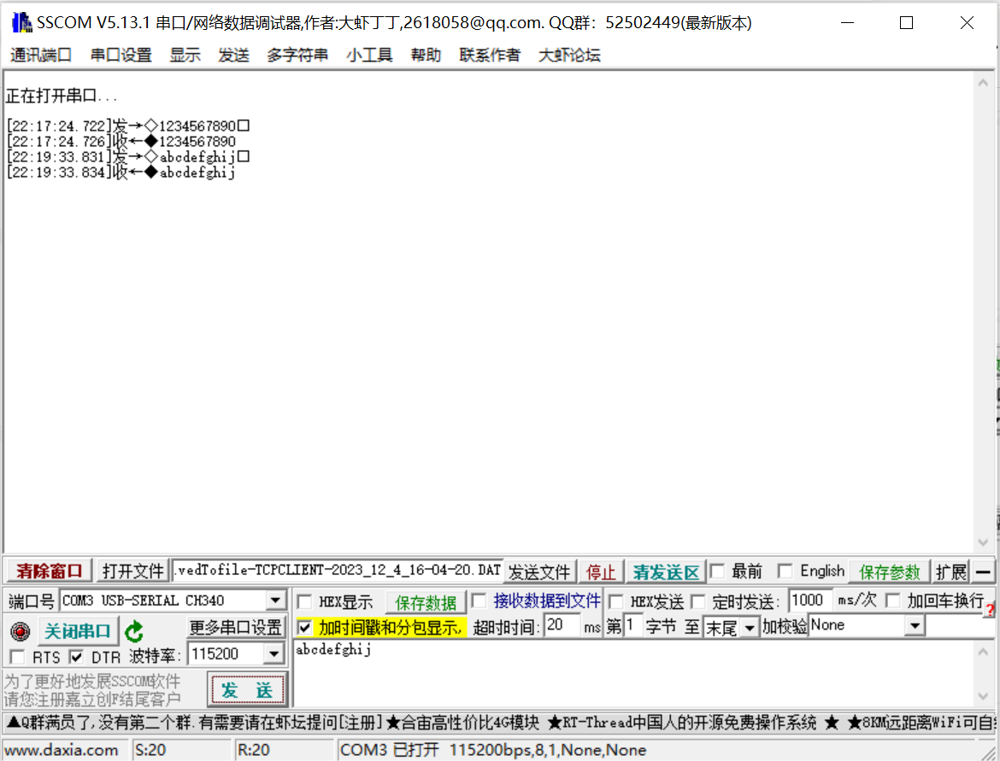 SSCOM V5.13.1 串口/网络数据调试器,作者:大虾丁丁,2618058@qq.com. QQ群：52502449(最新版本)
通讯端口 串口设置 显示 发送 多字符串 小工具 帮助 联系作者 大虾论坛
正在打开串口...
[22:17:24.722]发→◇1234567890□
[22:17:24.726]收←◆1234567890
[22:19:33.831]发→◇abcdefghij□
[22:19:33.834]收←◆abcdefghij
清除窗口 打开文件 .vedTofile-TCPCLIENT-2023_12_4_16-04-20.DAT 发送文件 停止 清发送区 最前 English 保存参数 扩展 —
端口号 COM3 USB-SERIAL CH340 HEX显示 保存数据 接收数据到文件 HEX发送 定时发送: 1000 ms/次 加回车换行 ?
关闭串口 更多串口设置 加时间戳和分包显示, 超时时间: 20 ms 第 1 字节 至 末尾 加校验 None
RTS DTR 波特率: 115200 abcdefghij
为了更好地发展SSCOM软件
请您注册嘉立创F结尾客户
发 送
▲Q群满员了,没有第二个群.有需要请在虾坛提问[注册]★合宙高性价比4G模块 ★RT-Thread中国人的开源免费操作系统 ★ ★8KM远距离WiFi可自
www.daxia.com S:20 R:20 COM3 已打开 115200bps,8,1,None,None